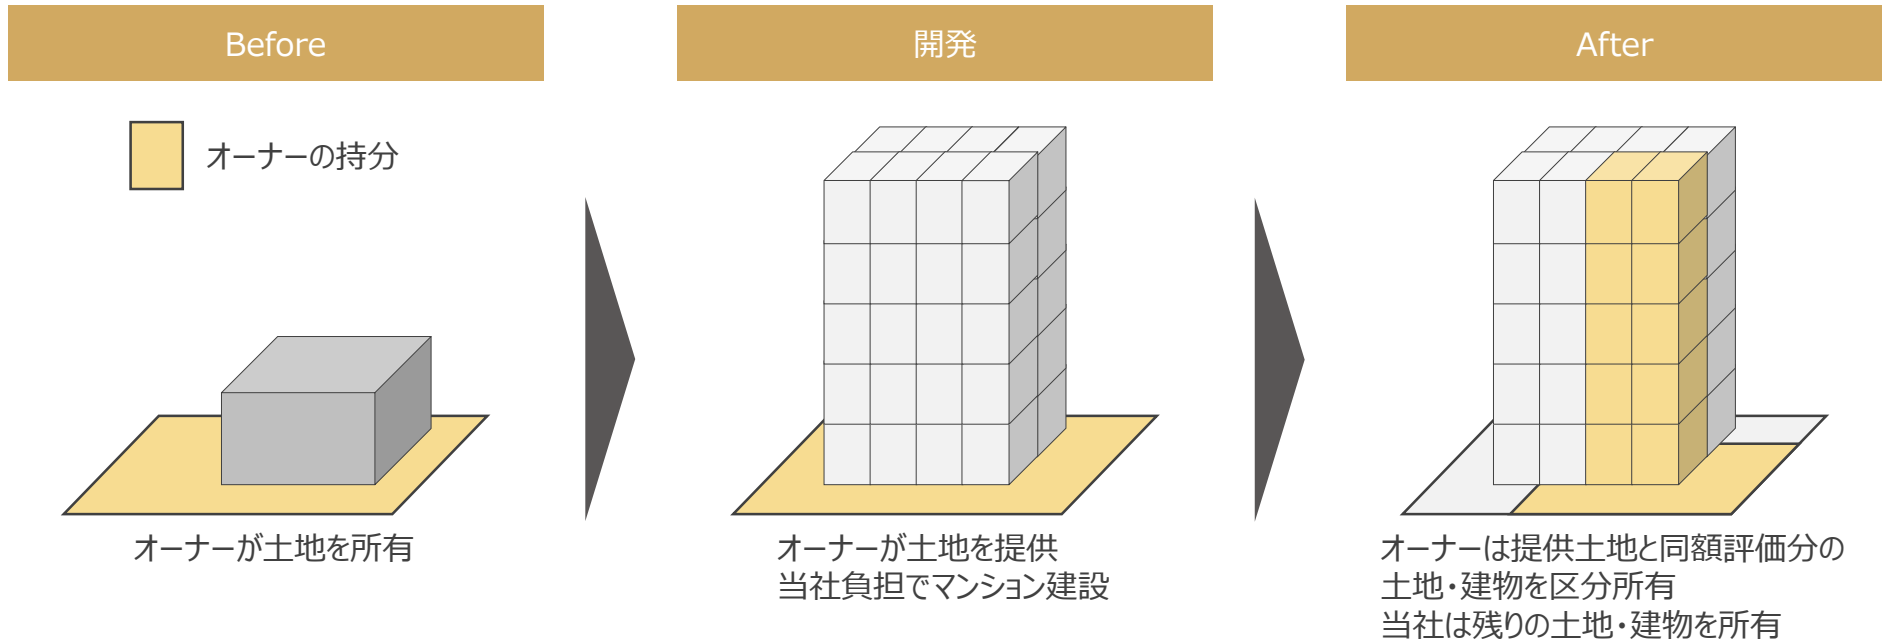 Before
開発
After
オーナーの持分
オーナーが土地を所有
オーナーが土地を提供
当社負担でマンション建設
オーナーは提供土地と同額評価分の
土地・建物を区分所有
当社は残りの土地・建物を所有